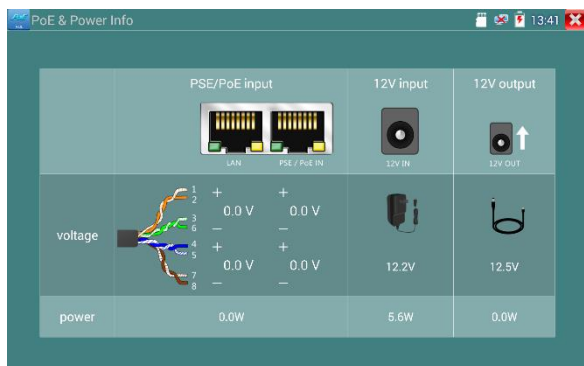 PoE & Power Info
13:41
PSE/PoE input
12V input
12V output
LAN
PSE / PoE IN
12V IN
12V OUT
voltage
1
2
3
6
4
5
7
8
+ +
0.0 V 0.0 V
— —
+ +
0.0 V 0.0 V
— —
12.2V
12.5V
power
0.0W
5.6W
0.0W